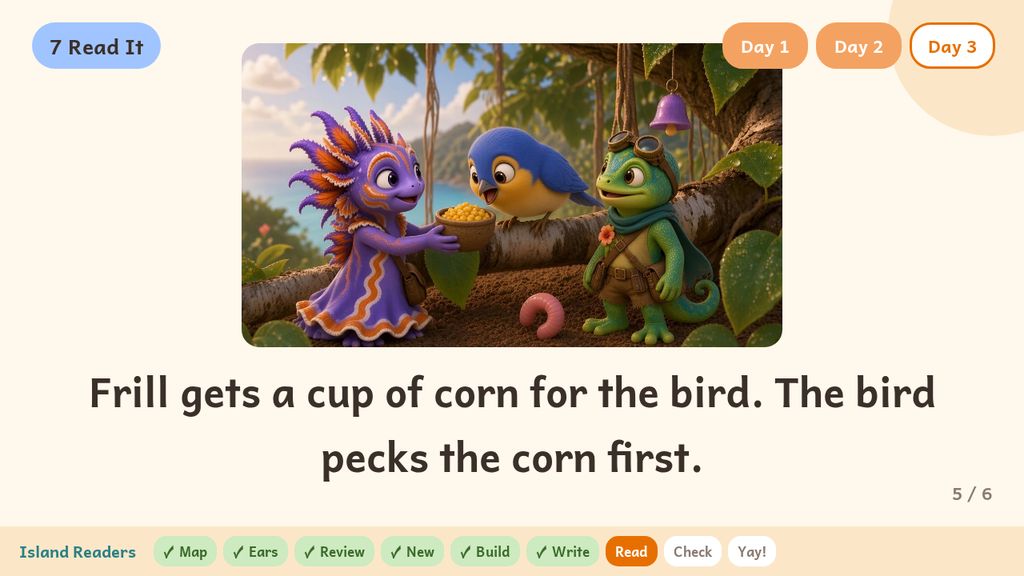 7 Read It
Day 1
Day 2
Day 3
Frill gets a cup of corn for the bird. The bird
pecks the corn first.
5 / 6
Island Readers
✓ Map
✓ Ears
✓ Review
✓ New
✓ Build
✓ Write
Read
Check
Yay!